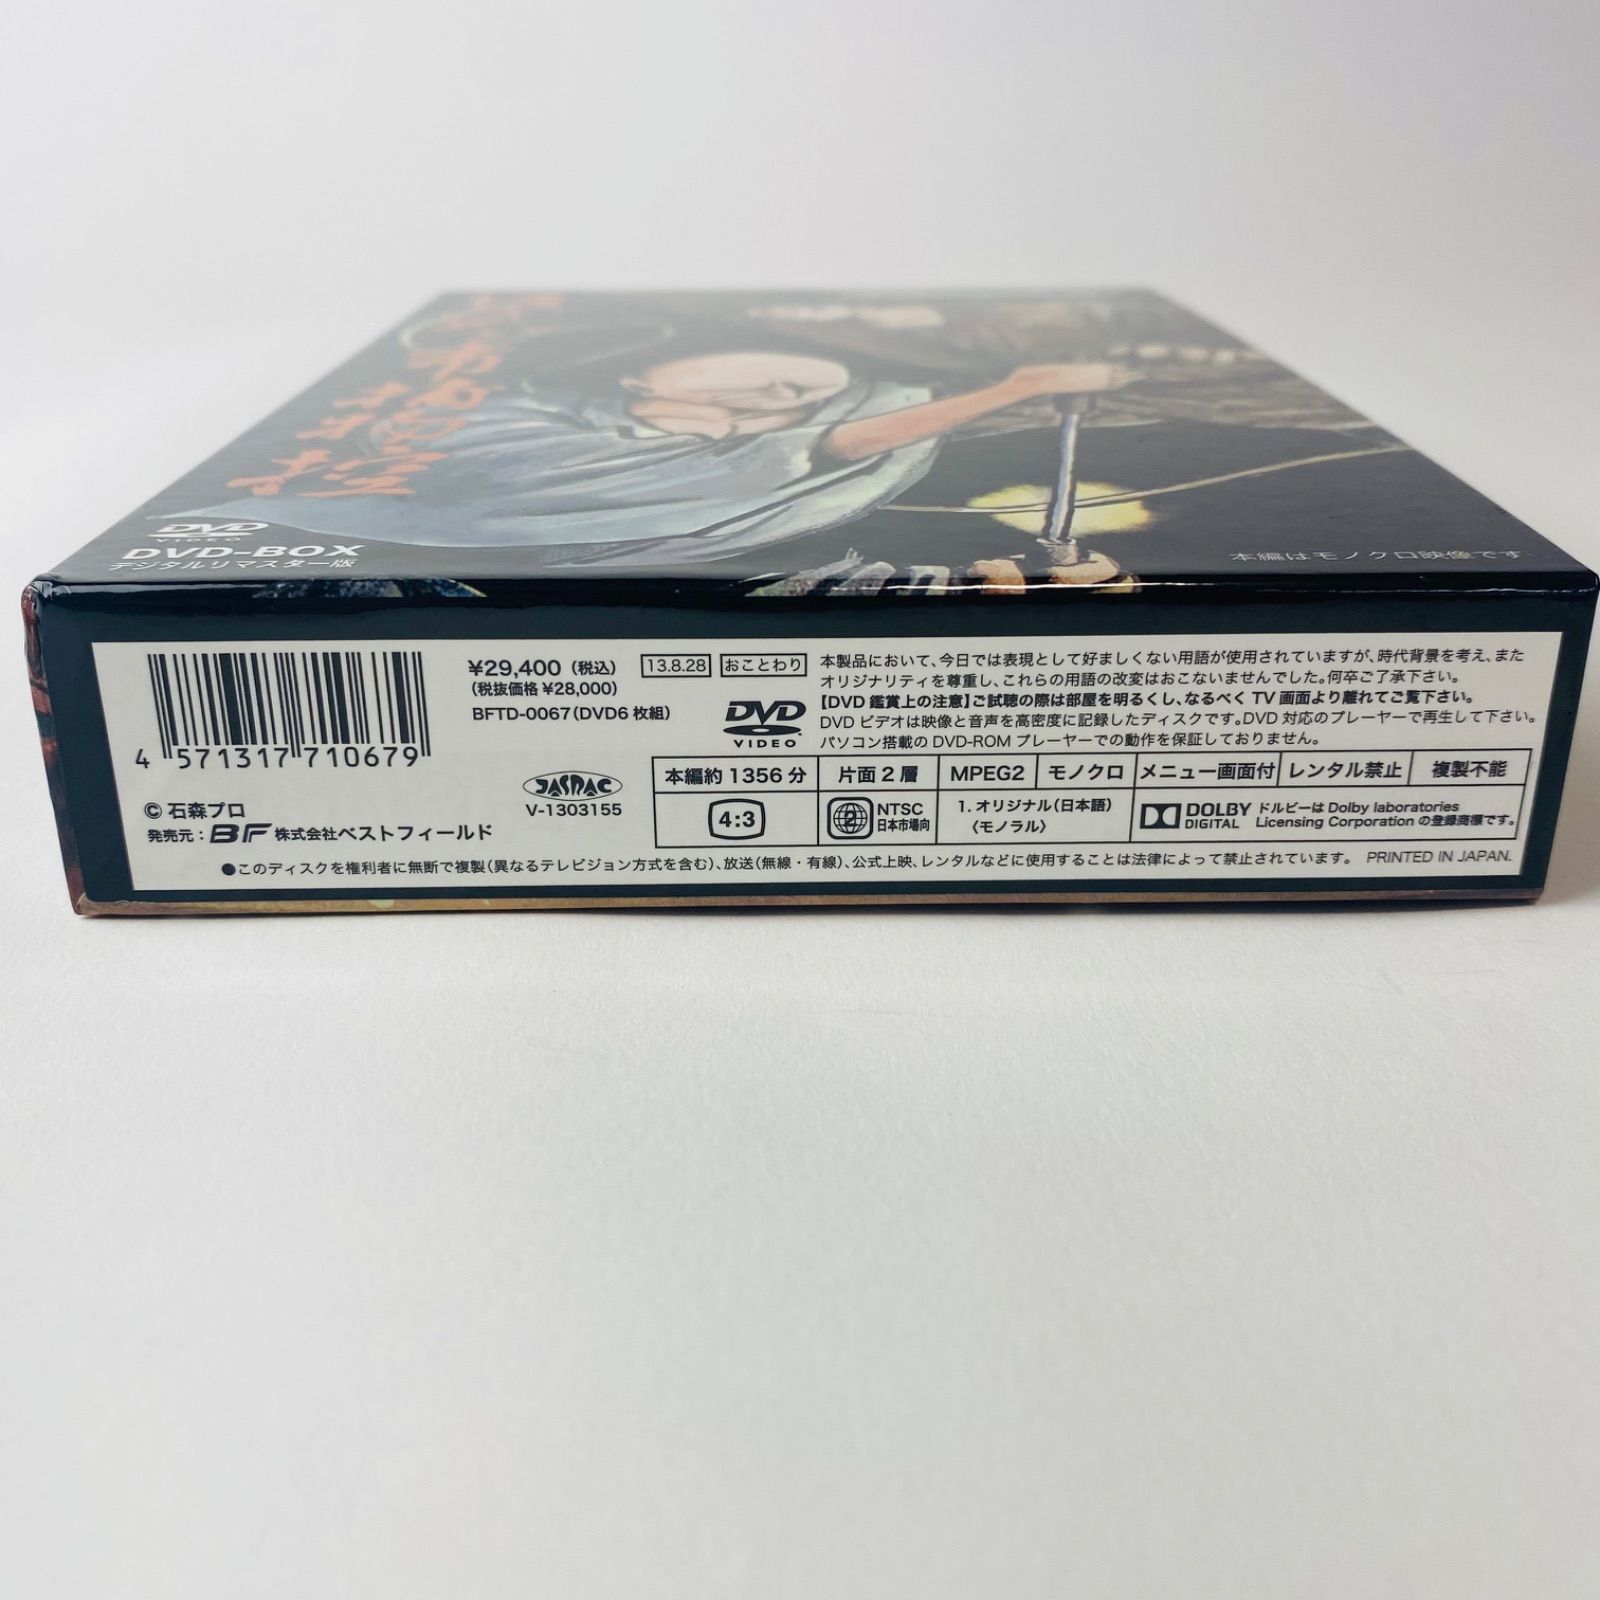 DVD
VIDEO
DVD-BOX
デジタルリマスター版
本編はモノクロ映像です
4 571317 710679
¥29,400（税込）
（税抜価格 ¥28,000）
BFTD-0067（DVD6枚組）
13.8.28 おことわり
本製品において、今日では表現として好ましくない用語が使用されていますが、時代背景を考え、また
オリジナリティを尊重し、これらの用語の改変はおこないませんでした。何卒ご了承下さい。
【DVD 鑑賞上の注意】ご試聴の際は部屋を明るくし、なるべく TV 画面より離れてご覧下さい。
DVD ビデオは映像と音声を高密度に記録したディスクです。DVD 対応のプレーヤーで再生して下さい。
パソコン搭載の DVD-ROM プレーヤーでの動作を保証しておりません。
DVD
VIDEO
JASRAC
V-1303155
本編約1356分 片面2層 MPEG2 モノクロ メニュー画面付 レンタル禁止 複製不能
4:3
2 NTSC
日本市場向
1. オリジナル（日本語）
〈モノラル〉
DOLBY
DIGITAL
ドルビーは Dolby laboratories
Licensing Corporation の登録商標です。
© 石森プロ
発売元：BF 株式会社ベストフィールド
●このディスクを権利者に無断で複製（異なるテレビジョン方式を含む）、放送（無線・有線）、公式上映、レンタルなどに使用することは法律によって禁止されています。 PRINTED IN JAPAN.